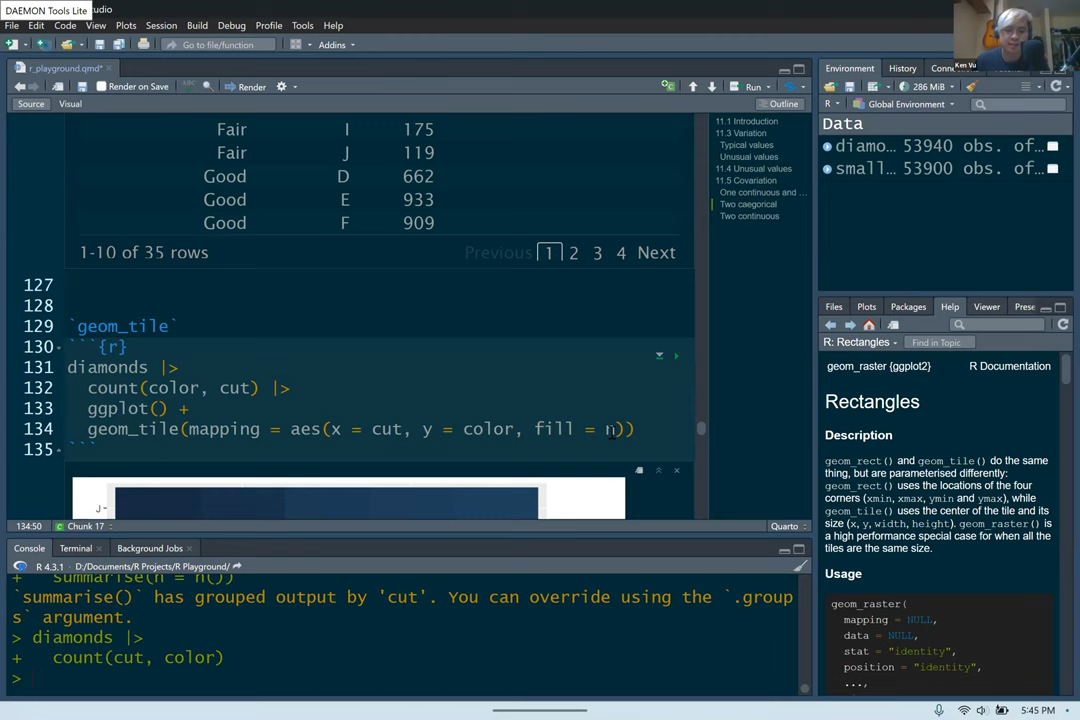 DAEMON Tools Lite
studio
File Edit Code View Plots Session Build Debug Profile Tools Help
Go to file/function
Addins
Ken Vu
r_playground.qmd*
Render on Save
Render
Run
Source
Visual
Outline
Fair I 175
Fair J 119
Good D 662
Good E 933
Good F 909
1-10 of 35 rows
Previous 1 2 3 4 Next
127
128
129 `geom_tile`
130 ```{r}
131 diamonds |>
132 count(color, cut) |>
133 ggplot() +
134 geom_tile(mapping = aes(x = cut, y = color, fill = n))
135 ```
J
11.1 Introduction
11.3 Variation
Typical values
Unusual values
11.4 Unusual values
11.5 Covariation
One continuous and ...
Two caegorical
Two continuous
134:50
Chunk 17
Quarto
Console Terminal Background Jobs
R 4.3.1 · D:/Documents/R Projects/R Playground/
+ summarise(n = n())
`summarise()` has grouped output by 'cut'. You can override using the `.group
s` argument.
> diamonds |>
+ count(cut, color)
>
Environment History Connec
286 MiB
R Global Environment
Data
diamo... 53940 obs. of...
small... 53900 obs. of...
Files Plots Packages Help Viewer Prese
R: Rectangles
Find in Topic
geom_raster {ggplot2}
R Documentation
Rectangles
Description
geom_rect() and geom_tile() do the same
thing, but are parameterised differently:
geom_rect() uses the locations of the four
corners (xmin, xmax, ymin and ymax), while
geom_tile() uses the center of the tile and its
size (x, y, width, height). geom_raster() is
a high performance special case for when all the
tiles are the same size.
Usage
geom_raster(
mapping = NULL,
data = NULL,
stat = "identity",
position = "identity",
...,
5:45 PM